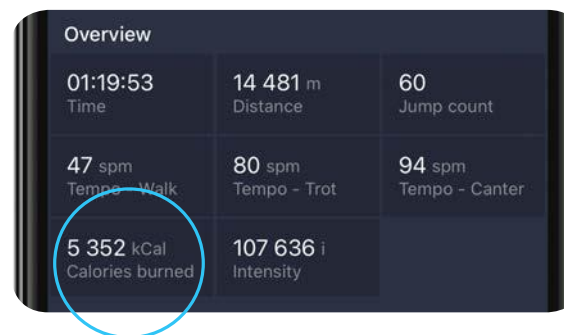 Overview
01:19:53
Time
14 481 m
Distance
60
Jump count
47 spm
Tempo - Walk
80 spm
Tempo - Trot
94 spm
Tempo - Canter
5 352 kCal
Calories burned
107 636 i
Intensity